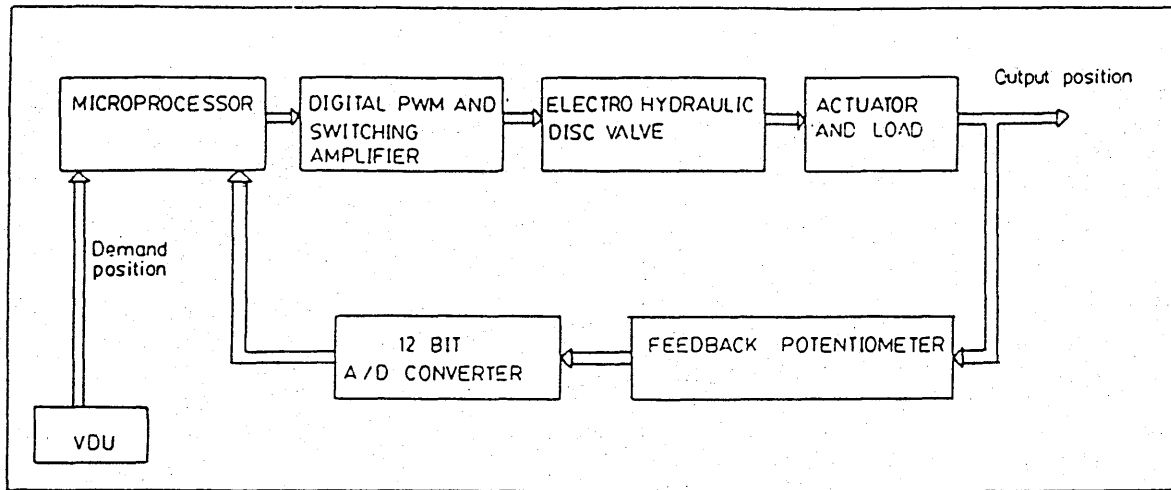 MICROPROCESSOR
DIGITAL PWM AND
SWITCHING
AMPLIFIER
ELECTRO HYDRAULIC
DISC VALVE
ACTUATOR
AND LOAD
Output position
Demand
position
12 BIT
A/D CONVERTER
FEEDBACK POTENTIOMETER
VDU